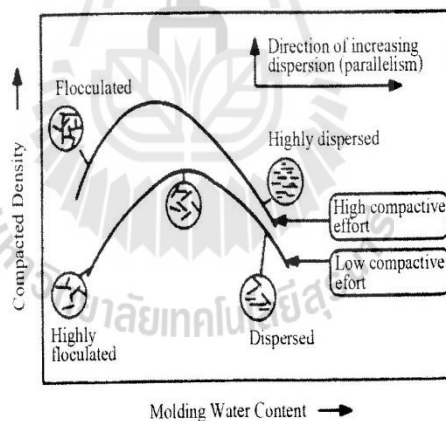 Direction of increasing
dispersion (parallelism)
Flocculated
Highly dispersed
High compactive
effort
Low compactive
effort
Highly
floculated
Dispersed
Compacted Density
Molding Water Content